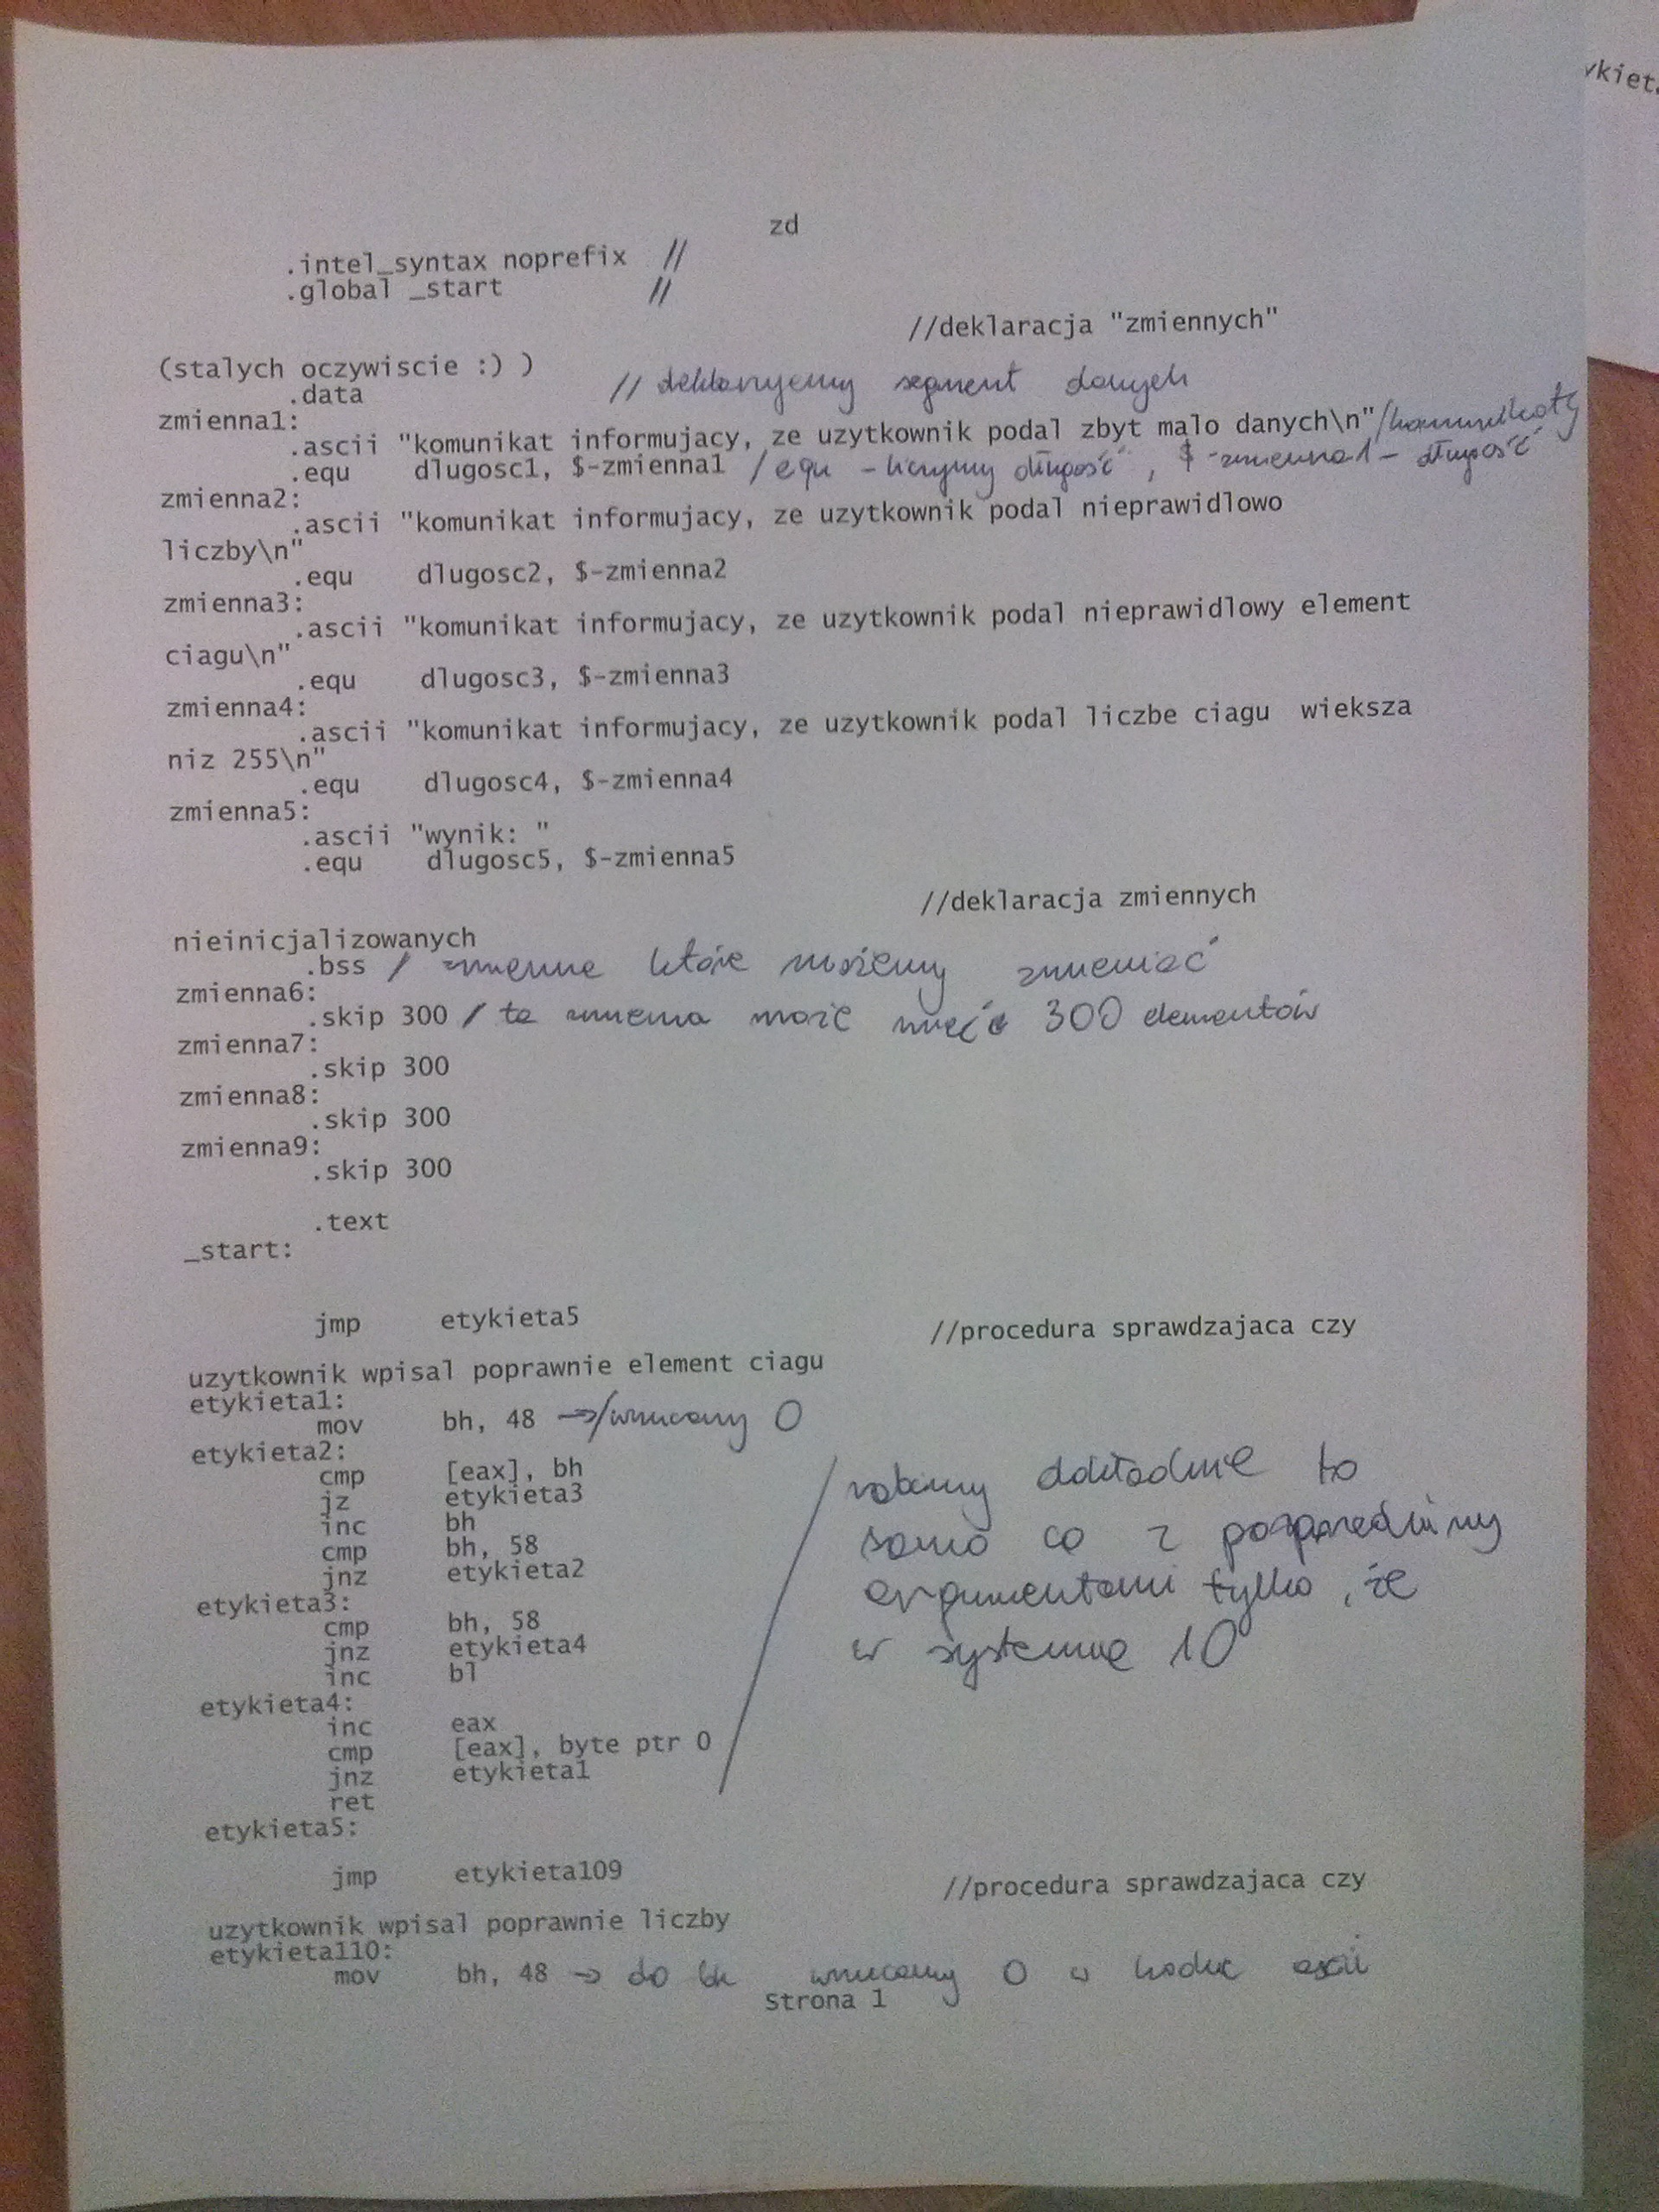 ykiet
zd
.intel_syntax noprefix //
.global _start //
//deklaracja "zmiennych"
(stalych oczywiscie :) )
.data // deklarujemy segment danych
zmienna1:
.ascii "komunikat informujacy, ze uzytkownik podal zbyt malo danych\n" /komunikaty
.equ dlugosc1, $-zmienna1 / equ - liczymy długość, $-zmienna1 - długość
zmienna2:
.ascii "komunikat informujacy, ze uzytkownik podal nieprawidlowo
liczby\n"
.equ dlugosc2, $-zmienna2
zmienna3:
.ascii "komunikat informujacy, ze uzytkownik podal nieprawidlowy element
ciagu\n"
.equ dlugosc3, $-zmienna3
zmienna4:
.ascii "komunikat informujacy, ze uzytkownik podal liczbe ciagu wieksza
niz 255\n"
.equ dlugosc4, $-zmienna4
zmienna5:
.ascii "wynik: "
.equ dlugosc5, $-zmienna5
//deklaracja zmiennych
nieinicjalizowanych
.bss / zmienne które możemy zmieniać
zmienna6:
.skip 300 / ta zmienna może mieć 300 elementów
zmienna7:
.skip 300
zmienna8:
.skip 300
zmienna9:
.skip 300
.text
_start:
jmp etykieta5
//procedura sprawdzajaca czy
uzytkownik wpisal poprawnie element ciagu
etykieta1:
mov bh, 48 →/wrzucamy 0
etykieta2:
cmp [eax], bh
jz etykieta3
inc bh
cmp bh, 58
jnz etykieta2
etykieta3:
cmp bh, 58
jnz etykieta4
inc bl
etykieta4:
inc eax
cmp [eax], byte ptr 0
jnz etykieta1
ret
/ robimy dokładnie to
samo co z poprzednimy
argumentami tylko, że
w systemie 10
etykieta5:
jmp etykieta109
//procedura sprawdzajaca czy
uzytkownik wpisal poprawnie liczby
etykieta110:
mov bh, 48 → do bh wrzucamy 0 w kodzie ascii
Strona 1